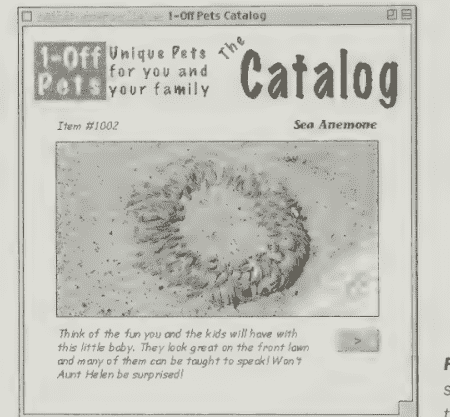 1-Off Pets Catalog
1-Off
Pets
Unique Pets
for you and
your family
The
Catalog
Item #1002
Sea Anemone
Think of the fun you and the kids will have with
this little baby. They look great on the front lawn
and many of them can be taught to speak! Won't
Aunt Helen be surprised!
>
F
s
t